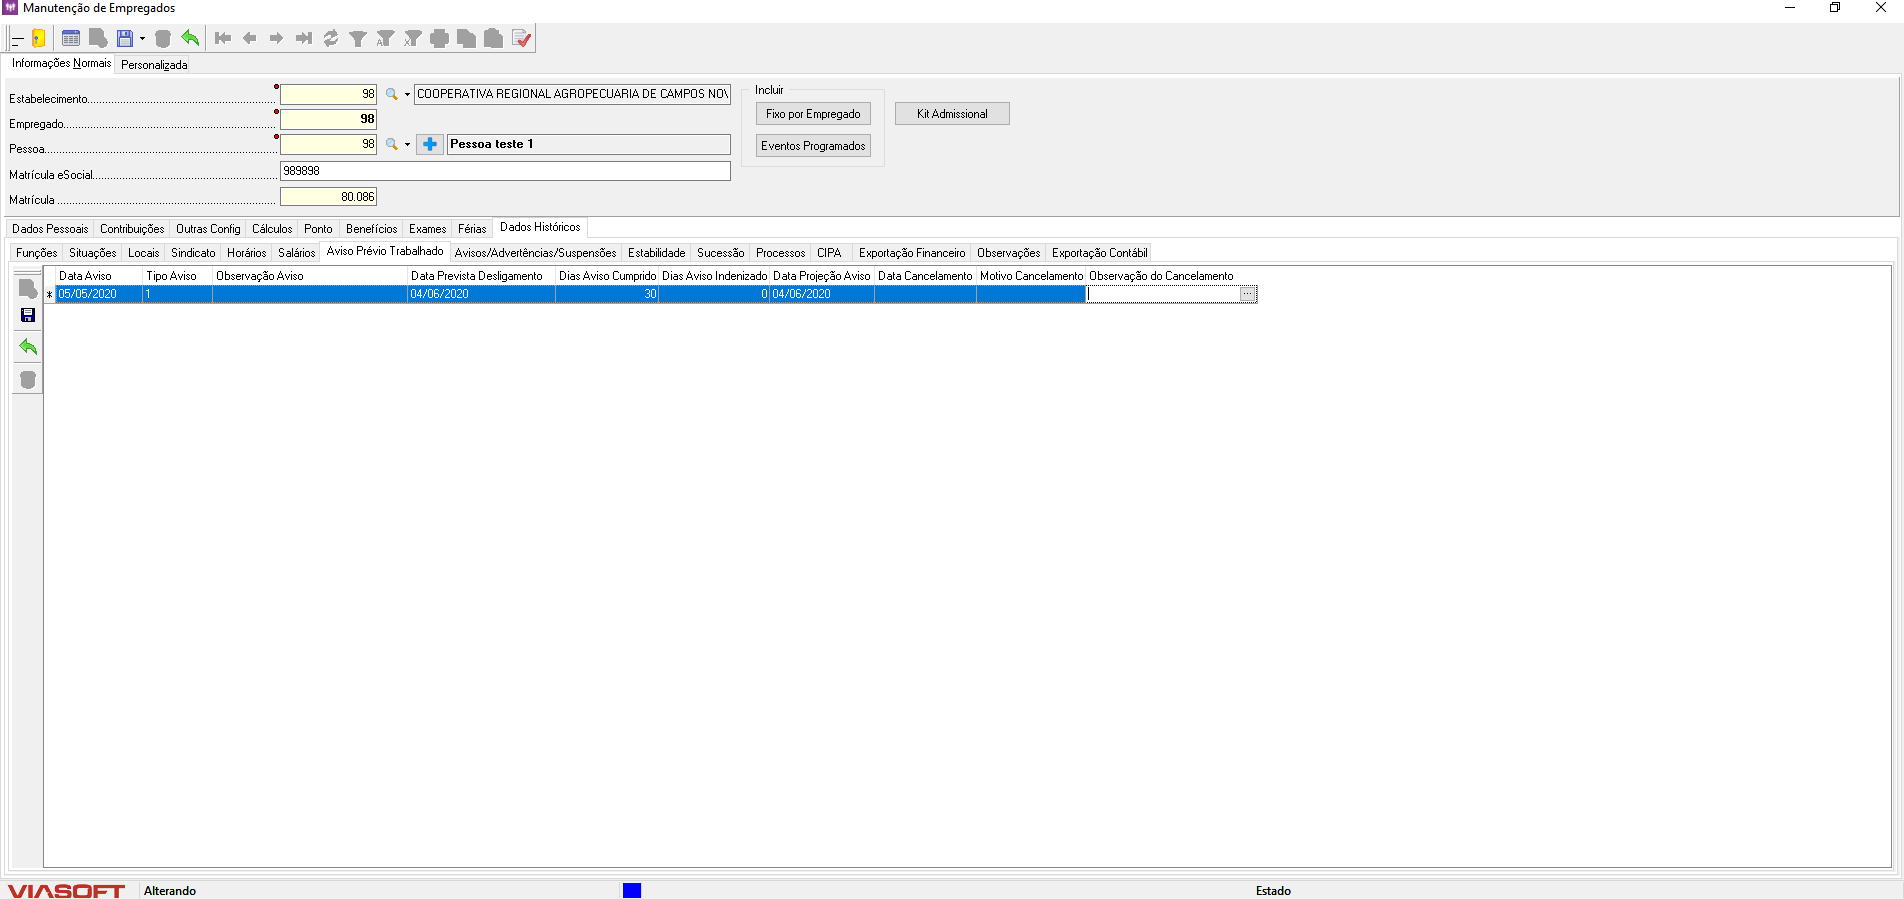 Manutenção de Empregados
Informações Normais Personalizada
Estabelecimento 98 COOPERATIVA REGIONAL AGROPECUARIA DE CAMPOS NOV
Empregado 98
Pessoa 98 Pessoa teste 1
Matrícula eSocial 989898
Matrícula 80.086
Incluir
Fixo por Empregado
Eventos Programados
Kit Admissional
Dados Pessoais Contribuições Outras Config Cálculos Ponto Benefícios Exames Férias Dados Históricos
Funções Situações Locais Sindicato Horários Salários Aviso Prévio Trabalhado Avisos/Advertências/Suspensões Estabilidade Sucessão Processos CIPA Exportação Financeiro Observações Exportação Contábil
Data Aviso Tipo Aviso Observação Aviso Data Prevista Desligamento Dias Aviso Cumprido Dias Aviso Indenizado Data Projeção Aviso Data Cancelamento Motivo Cancelamento Observação do Cancelamento
* 05/05/2020 1 04/06/2020 30 0 04/06/2020 ...
VIASOFT Alterando Estado